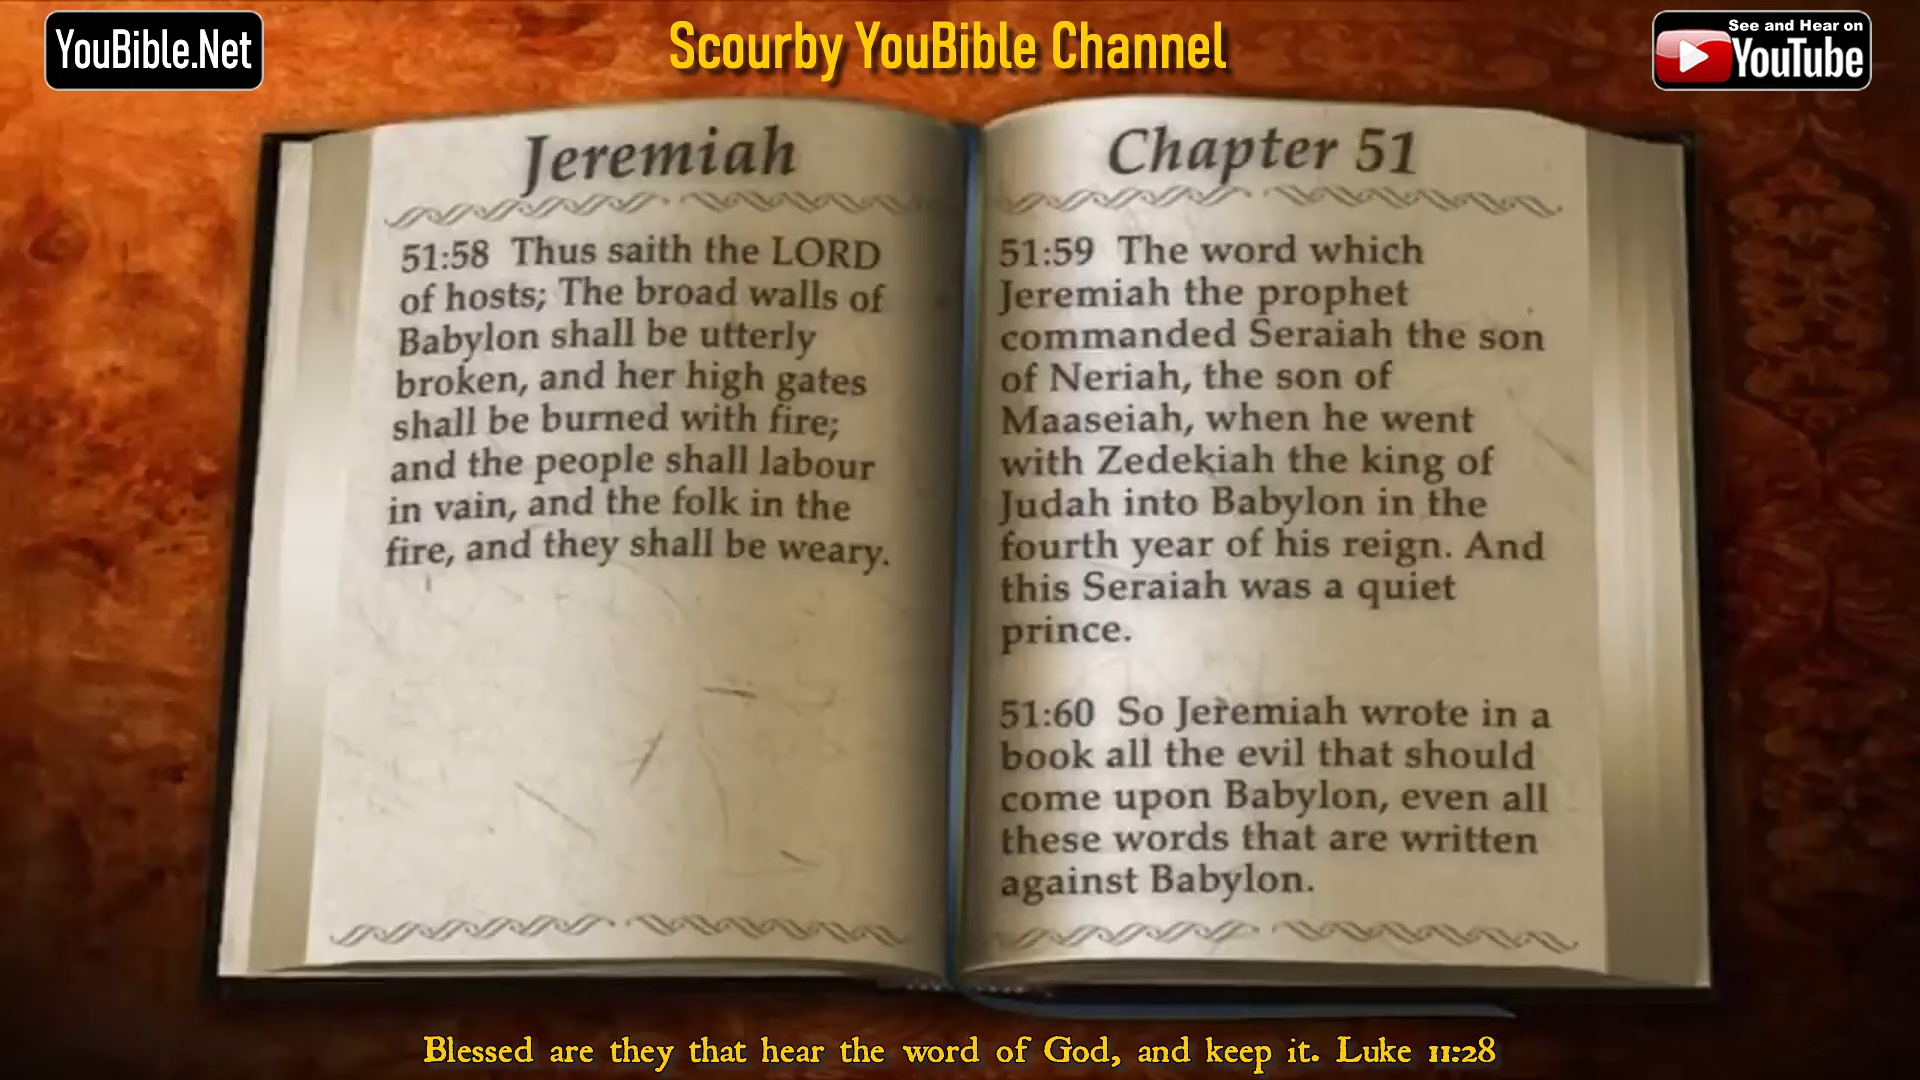 YouBible.Net
Scourby YouBible Channel
See and Hear on
YouTube
Jeremiah
51:58 Thus saith the LORD
of hosts; The broad walls of
Babylon shall be utterly
broken, and her high gates
shall be burned with fire;
and the people shall labour
in vain, and the folk in the
fire, and they shall be weary.
Chapter 51
51:59 The word which
Jeremiah the prophet
commanded Seraiah the son
of Neriah, the son of
Maaseiah, when he went
with Zedekiah the king of
Judah into Babylon in the
fourth year of his reign. And
this Seraiah was a quiet
prince.
51:60 So Jeremiah wrote in a
book all the evil that should
come upon Babylon, even all
these words that are written
against Babylon.
Blessed are they that hear the word of God, and keep it. Luke 11:28